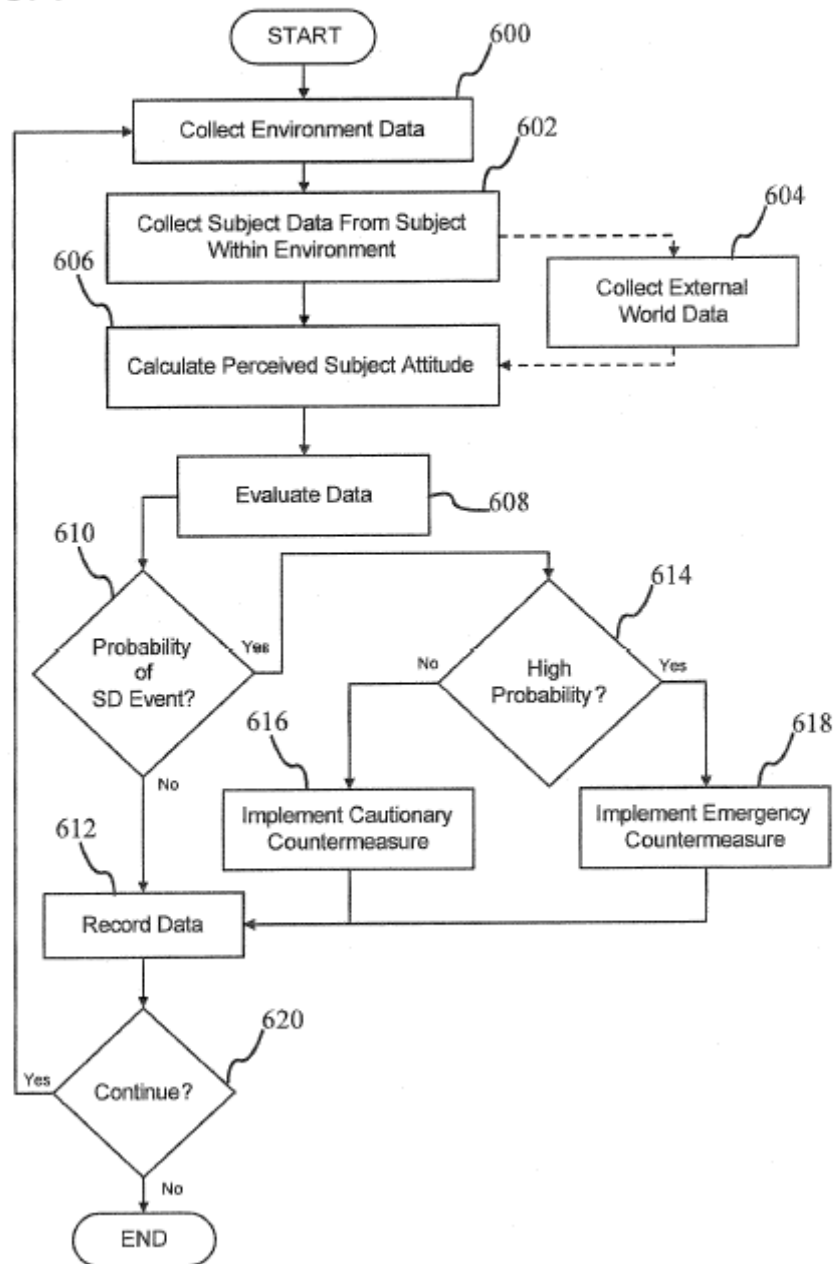 START
600
Collect Environment Data
602
Collect Subject Data From Subject
Within Environment
604
Collect External
World Data
606
Calculate Perceived Subject Attitude
Evaluate Data
608
610
Probability
of
SD Event?
Yes
No
614
High
Probability?
No
Yes
616
Implement Cautionary
Countermeasure
618
Implement Emergency
Countermeasure
612
Record Data
620
Continue?
Yes
No
END